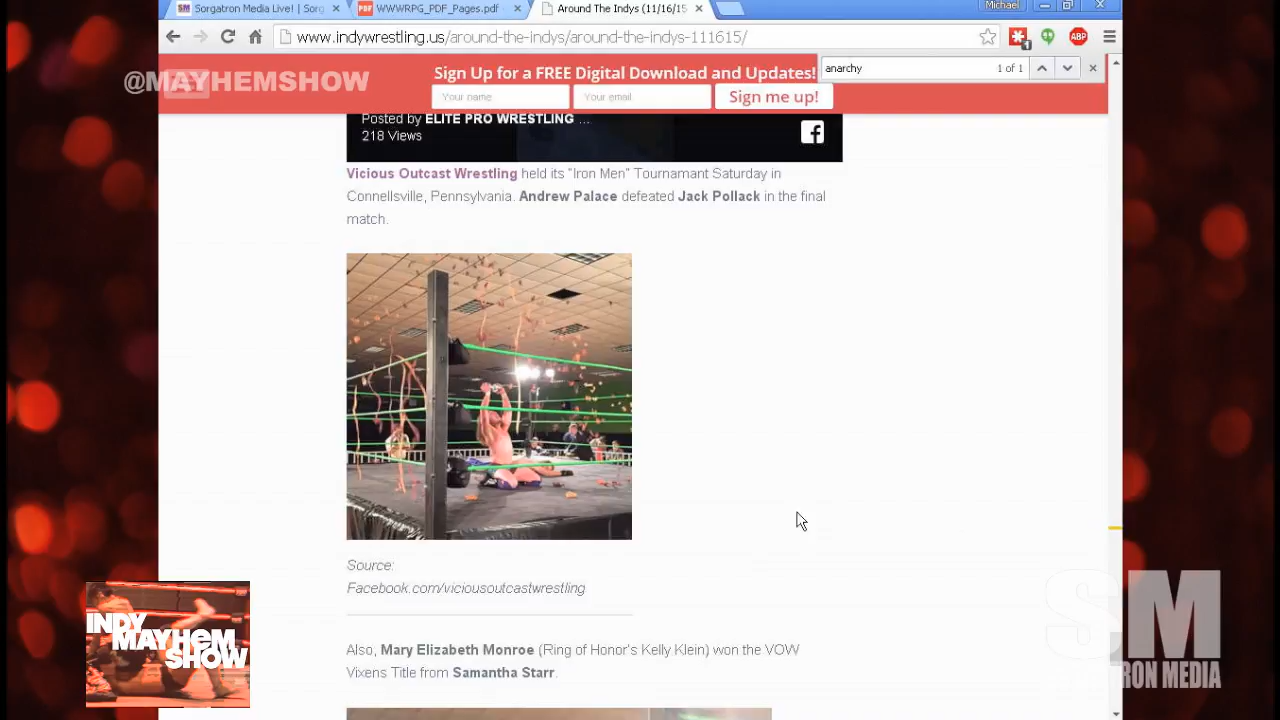 Sorgatron Media Live! | Sorg
WWWRPG_PDF_Pages.pdf
Around The Indys (11/16/15
Michael
www.indywrestling.us/around-the-indys/around-the-indys-111615/
1
ABP
@MAYHEMSHOW
Sign Up for a FREE Digital Download and Updates!
anarchy
1 of 1
Your name
Your email
Sign me up!
Posted by ELITE PRO WRESTLING ...
218 Views
Vicious Outcast Wrestling held its “Iron Men” Tournamant Saturday in
Connellsville, Pennsylvania. Andrew Palace defeated Jack Pollack in the final
match.
Source:
Facebook.com/viciousoutcastwrestling
Also, Mary Elizabeth Monroe (Ring of Honor's Kelly Klein) won the VOW
Vixens Title from Samantha Starr.
INDY
MAYHEM
SHOW
SM
TRON MEDIA